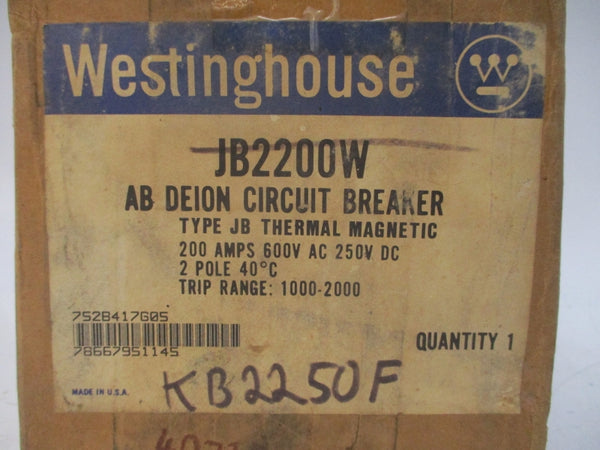 Westinghouse
JB2200W
AB DEION CIRCUIT BREAKER
TYPE JB THERMAL MAGNETIC
200 AMPS 600V AC 250V DC
2 POLE 40°C
TRIP RANGE: 1000-2000
752B417G05
78667951145
QUANTITY 1
MADE IN U.S.A.
KB2250F